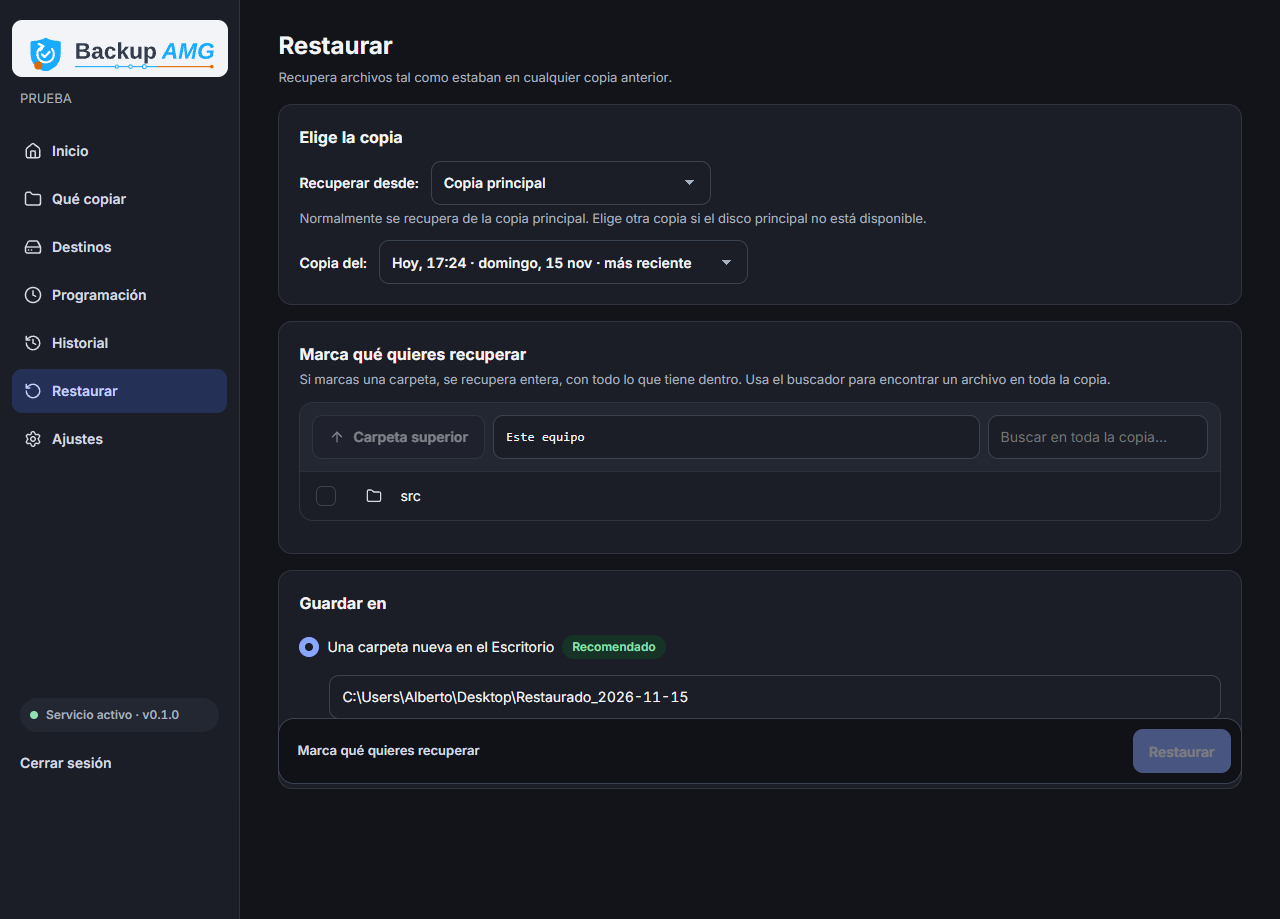 Backup AMG
PRUEBA
Inicio
Qué copiar
Destinos
Programación
Historial
Restaurar
Ajustes
Servicio activo · v0.1.0
Cerrar sesión
Restaurar
Recupera archivos tal como estaban en cualquier copia anterior.
Elige la copia
Recuperar desde: Copia principal
Normalmente se recupera de la copia principal. Elige otra copia si el disco principal no está disponible.
Copia del: Hoy, 17:24 · domingo, 15 nov · más reciente
Marca qué quieres recuperar
Si marcas una carpeta, se recupera entera, con todo lo que tiene dentro. Usa el buscador para encontrar un archivo en toda la copia.
Carpeta superior Este equipo Buscar en toda la copia...
src
Guardar en
Una carpeta nueva en el Escritorio Recomendado
C:\Users\Alberto\Desktop\Restaurado_2026-11-15
Marca qué quieres recuperar Restaurar